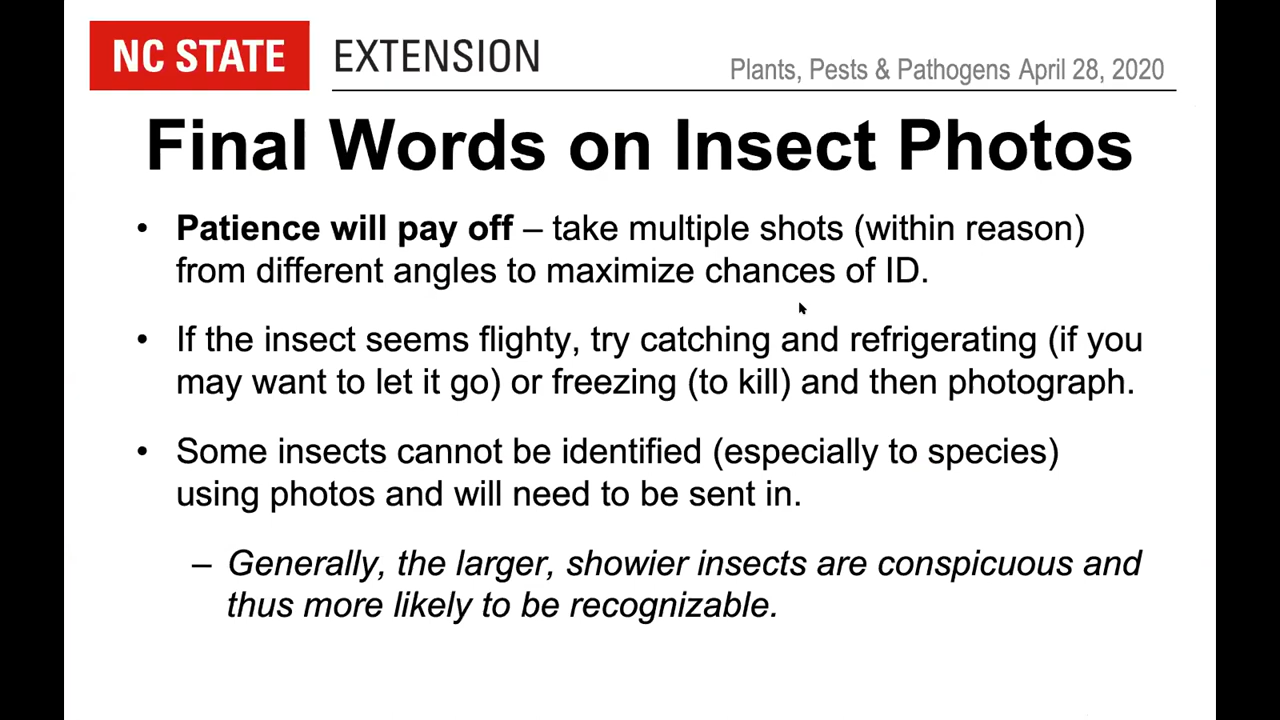 NC STATE EXTENSION
Plants, Pests & Pathogens April 28, 2020
Final Words on Insect Photos
• Patience will pay off – take multiple shots (within reason)
from different angles to maximize chances of ID.
• If the insect seems flighty, try catching and refrigerating (if you
may want to let it go) or freezing (to kill) and then photograph.
• Some insects cannot be identified (especially to species)
using photos and will need to be sent in.
– Generally, the larger, showier insects are conspicuous and
thus more likely to be recognizable.